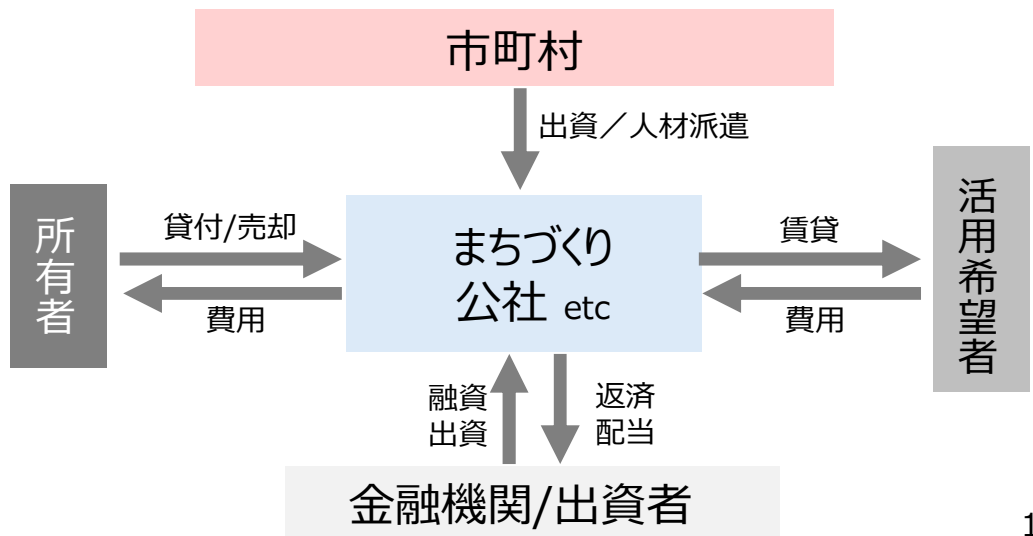 市町村
出資／人材派遣
所有者
貸付/売却
費用
まちづくり
公社 etc
賃貸
費用
活用希望者
融資
出資
返済
配当
金融機関/出資者
1